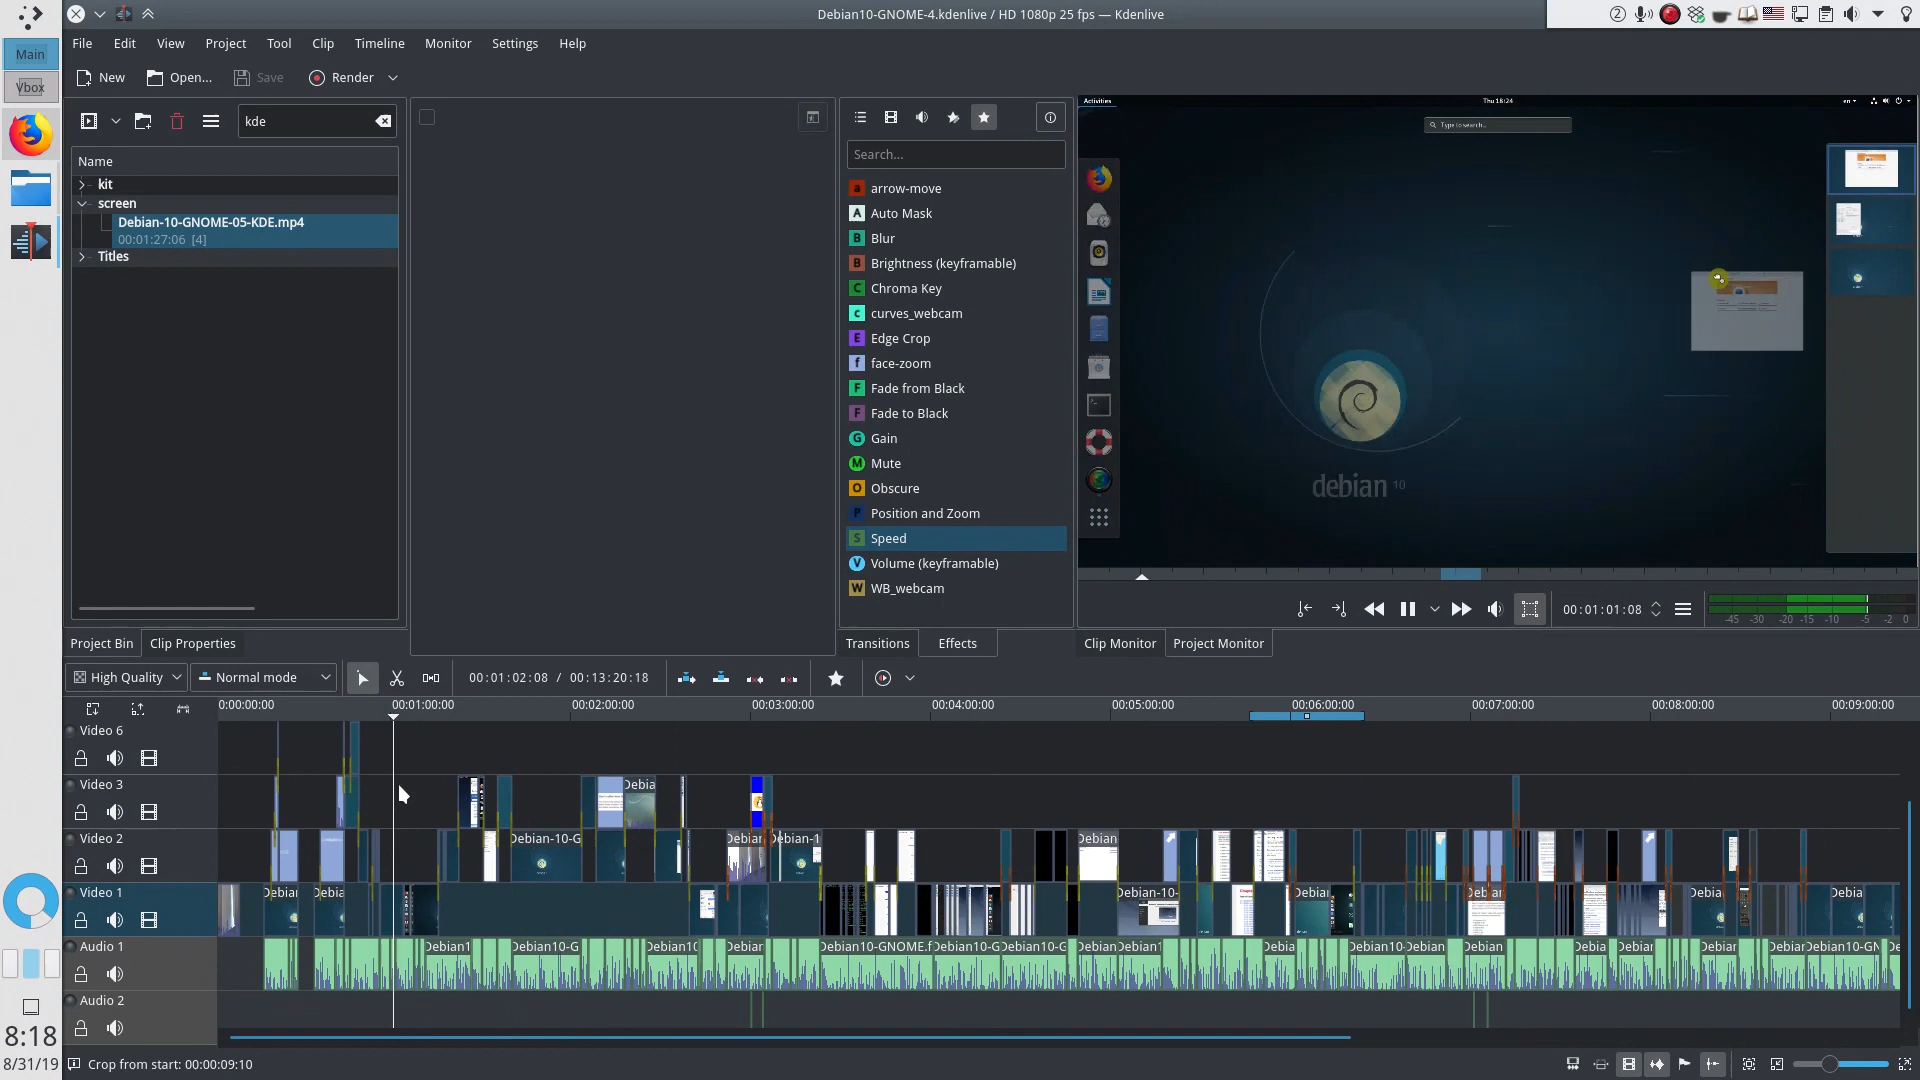 Debian10-GNOME-4.kdenlive / HD 1080p 25 fps — Kdenlive
Main
Vbox
File Edit View Project Tool Clip Timeline Monitor Settings Help
New Open... Save Render
kde
Name
kit
screen
Debian-10-GNOME-05-KDE.mp4
00:01:27:06 [4]
Titles
Search...
a arrow-move
A Auto Mask
B Blur
B Brightness (keyframable)
C Chroma Key
c curves_webcam
E Edge Crop
f face-zoom
F Fade from Black
F Fade to Black
G Gain
M Mute
O Obscure
P Position and Zoom
S Speed
V Volume (keyframable)
W WB_webcam
Activities
Thu 18:24
en
Type to search...
debian 10
00:01:01:08
-45 -30 -20 -15 -10 -5 -2 0
Project Bin Clip Properties
Transitions Effects
Clip Monitor Project Monitor
High Quality Normal mode
00:01:02:08 / 00:13:20:18
0:00:00:00 00:01:00:00 00:02:00:00 00:03:00:00 00:04:00:00 00:05:00:00 00:06:00:00 00:07:00:00 00:08:00:00 00:09:00:00
Video 6
Video 3
Debia
Video 2
Debian-10-G Debian Debian-1 Debian
Video 1
Debian Debia Debian-10- Debian Debian Debia Debia
Audio 1
Debian1 Debian10-G Debian10 Debian Debian10-GNOME.f Debian10-G Debian10-G Debian Debian1 Debia Debian10- Debian Debian Debia Debian Debian Debian Debian10-GN De
Audio 2
8:18
8/31/19
Crop from start: 00:00:09:10